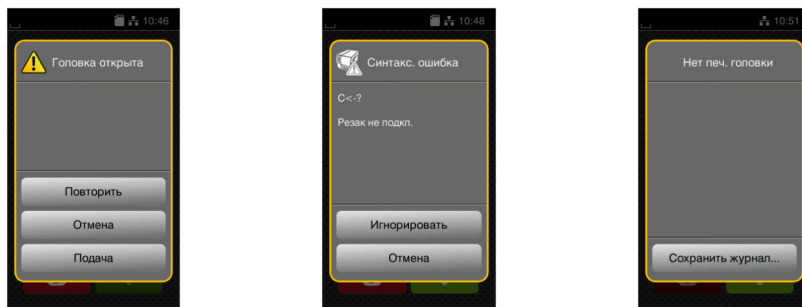 10:46
Головка открыта
Повторить
Отмена
Подача
10:48
Синтакс. ошибка
C<-?
Резак не подкл.
Игнорировать
Отмена
10:51
Нет печ. головки
Сохранить журнал...